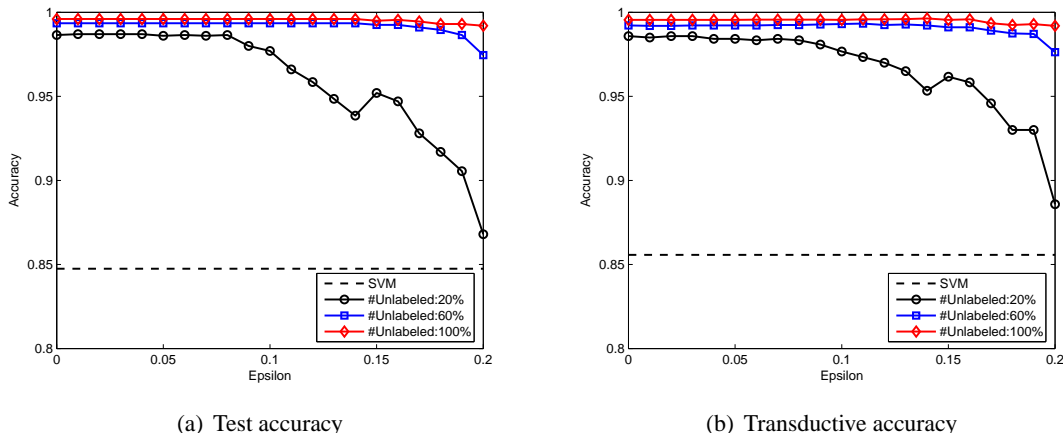 1
0.95
0.9
0.85
0.8
Accuracy
0
0.05
0.1
0.15
0.2
Epsilon
SVM
#Unlabeled:20%
#Unlabeled:60%
#Unlabeled:100%
(a) Test accuracy
1
0.95
0.9
0.85
0.8
Accuracy
0
0.05
0.1
0.15
0.2
Epsilon
SVM
#Unlabeled:20%
#Unlabeled:60%
#Unlabeled:100%
(b) Transductive accuracy